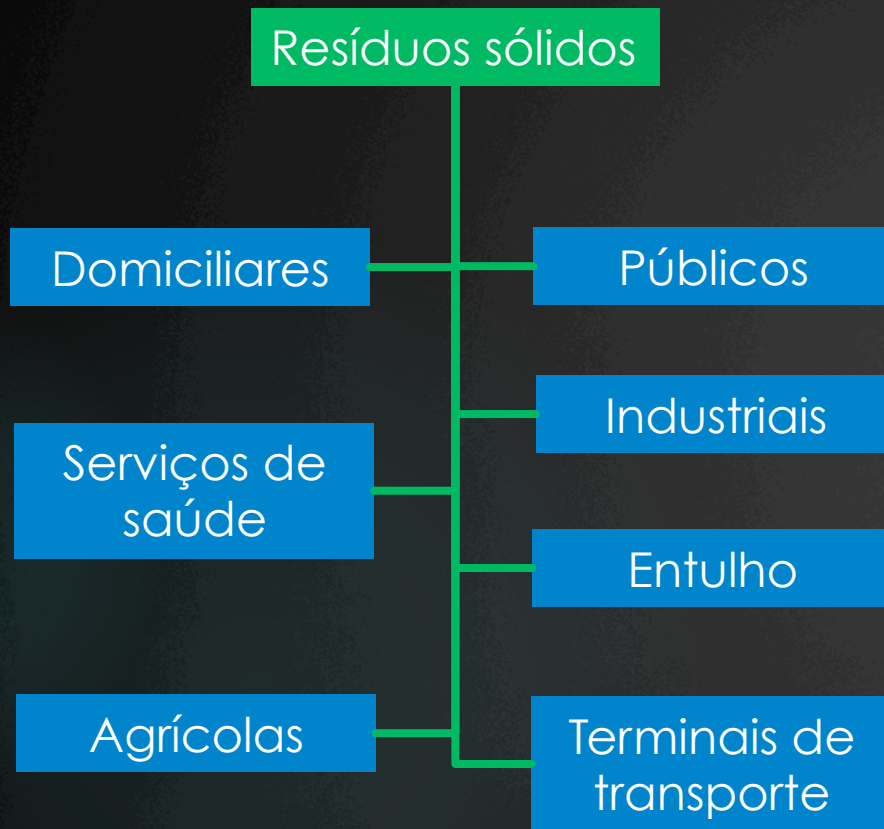 Resíduos sólidos
Domiciliares
Públicos
Industriais
Serviços de
saúde
Entulho
Agrícolas
Terminais de
transporte